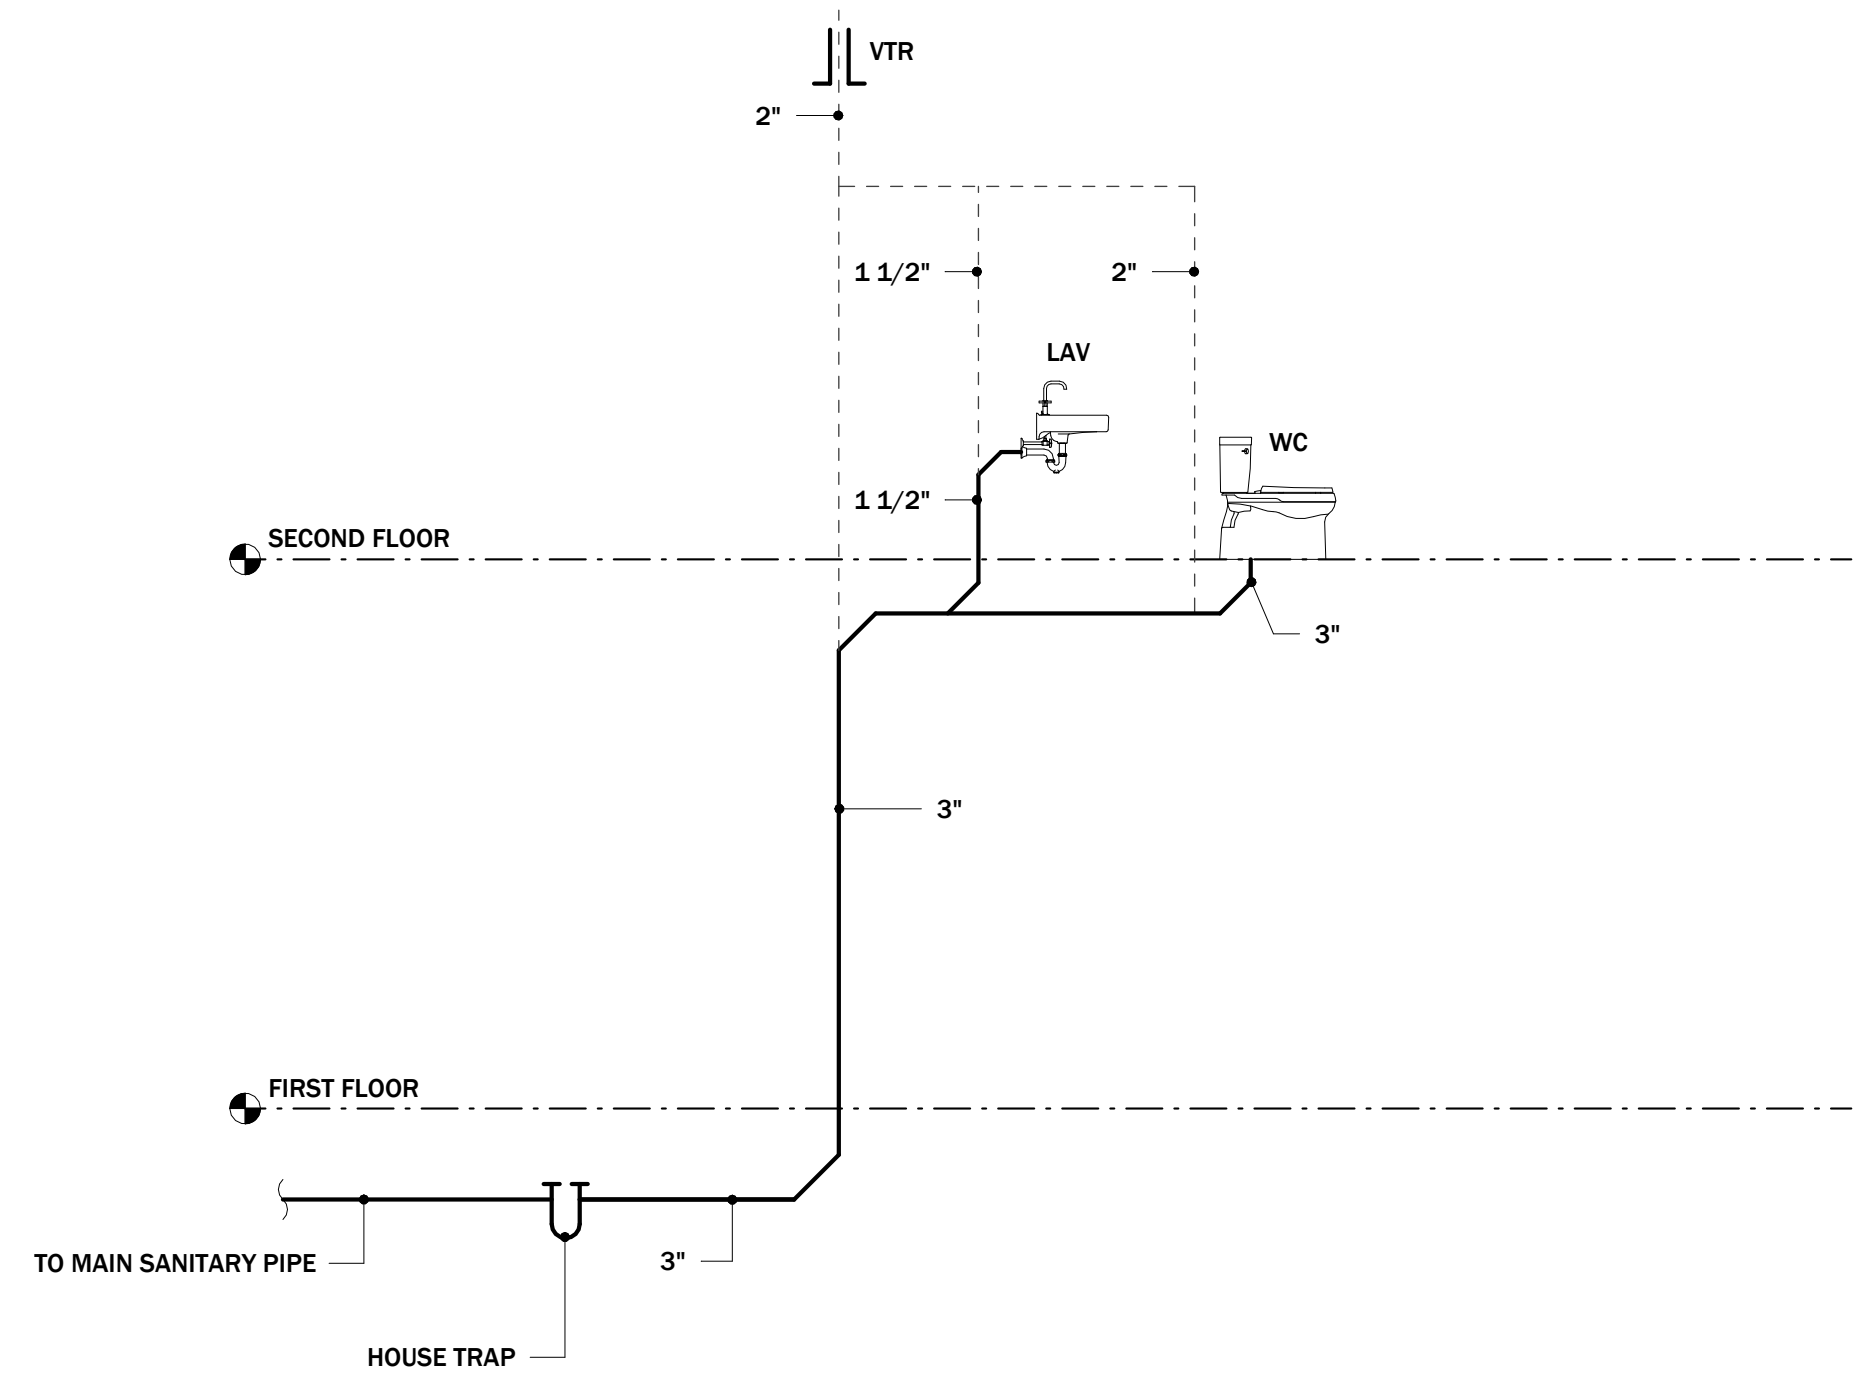 VTR
2"
1 1/2"
2"
LAV
WC
1 1/2"
SECOND FLOOR
3"
3"
FIRST FLOOR
TO MAIN SANITARY PIPE
3"
HOUSE TRAP